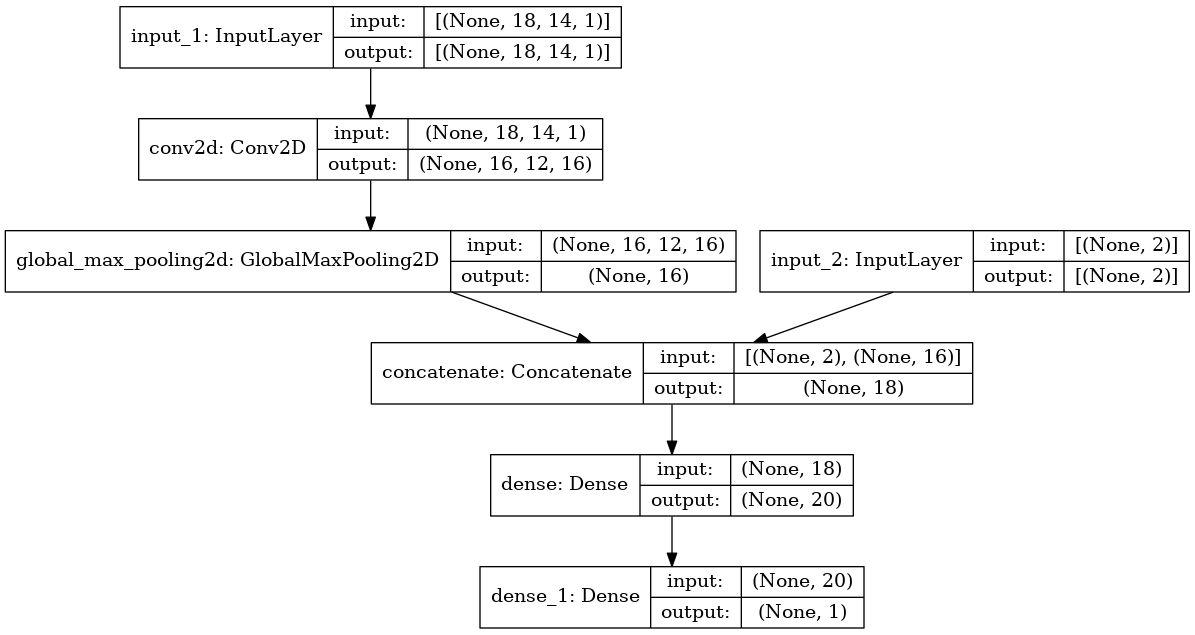 input_1: InputLayer
input: [(None, 18, 14, 1)]
output: [(None, 18, 14, 1)]
conv2d: Conv2D
input: (None, 18, 14, 1)
output: (None, 16, 12, 16)
global_max_pooling2d: GlobalMaxPooling2D
input: (None, 16, 12, 16)
output: (None, 16)
input_2: InputLayer
input: [(None, 2)]
output: [(None, 2)]
concatenate: Concatenate
input: [(None, 2), (None, 16)]
output: (None, 18)
dense: Dense
input: (None, 18)
output: (None, 20)
dense_1: Dense
input: (None, 20)
output: (None, 1)